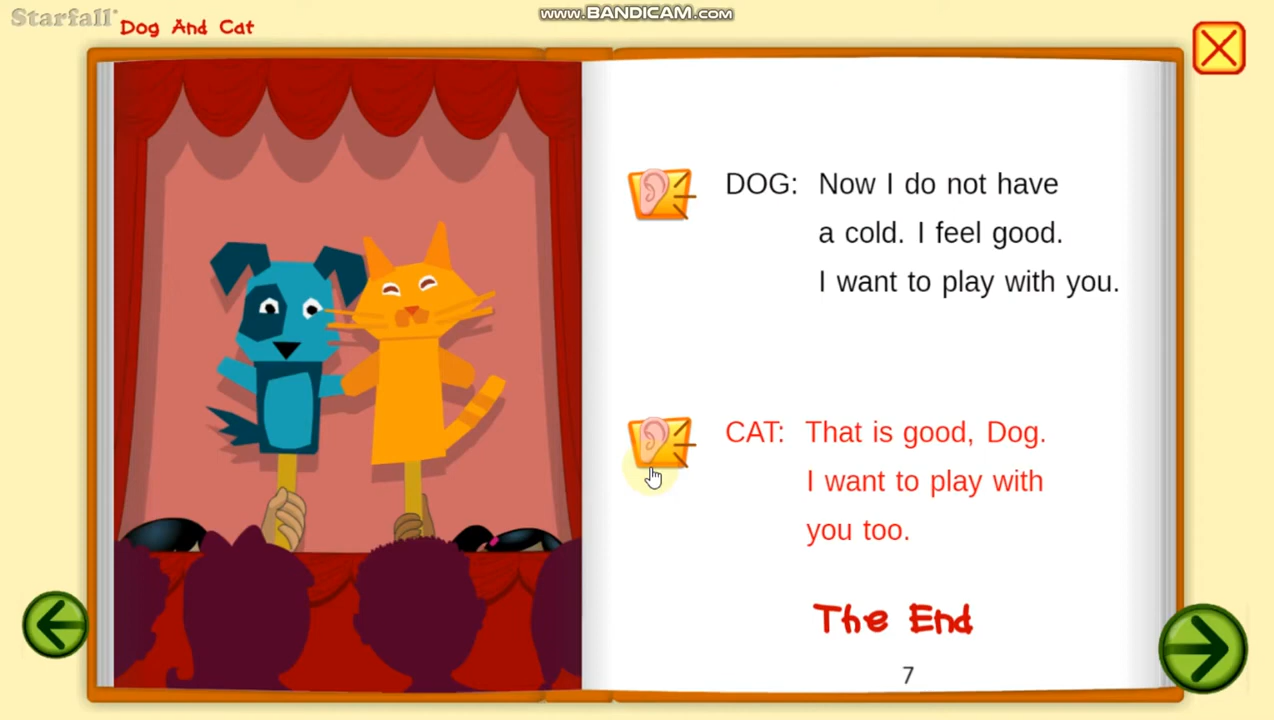 Starfall
www.BANDICAM.com
Dog And Cat
DOG: Now I do not have
a cold. I feel good.
I want to play with you.
CAT: That is good, Dog.
I want to play with
you too.
The End
7